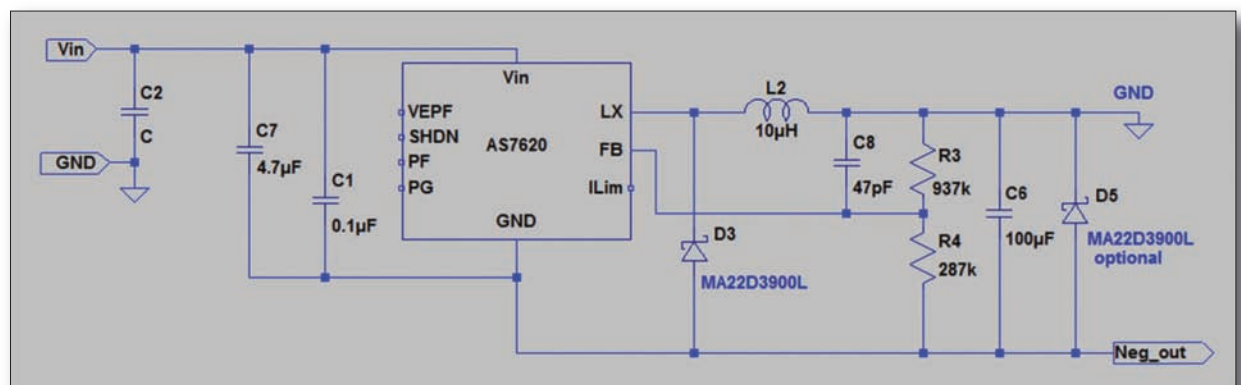 Vin
C2
C
GND
C7
4.7µF
C1
0.1µF
Vin
VEPF
SHDN
PF
PG
AS7620
LX
FB
ILim
GND
L2
10µH
C8
47pF
R3
937k
R4
287k
D3
MA22D3900L
C6
100µF
GND
D5
MA22D3900L
optional
Neg_out